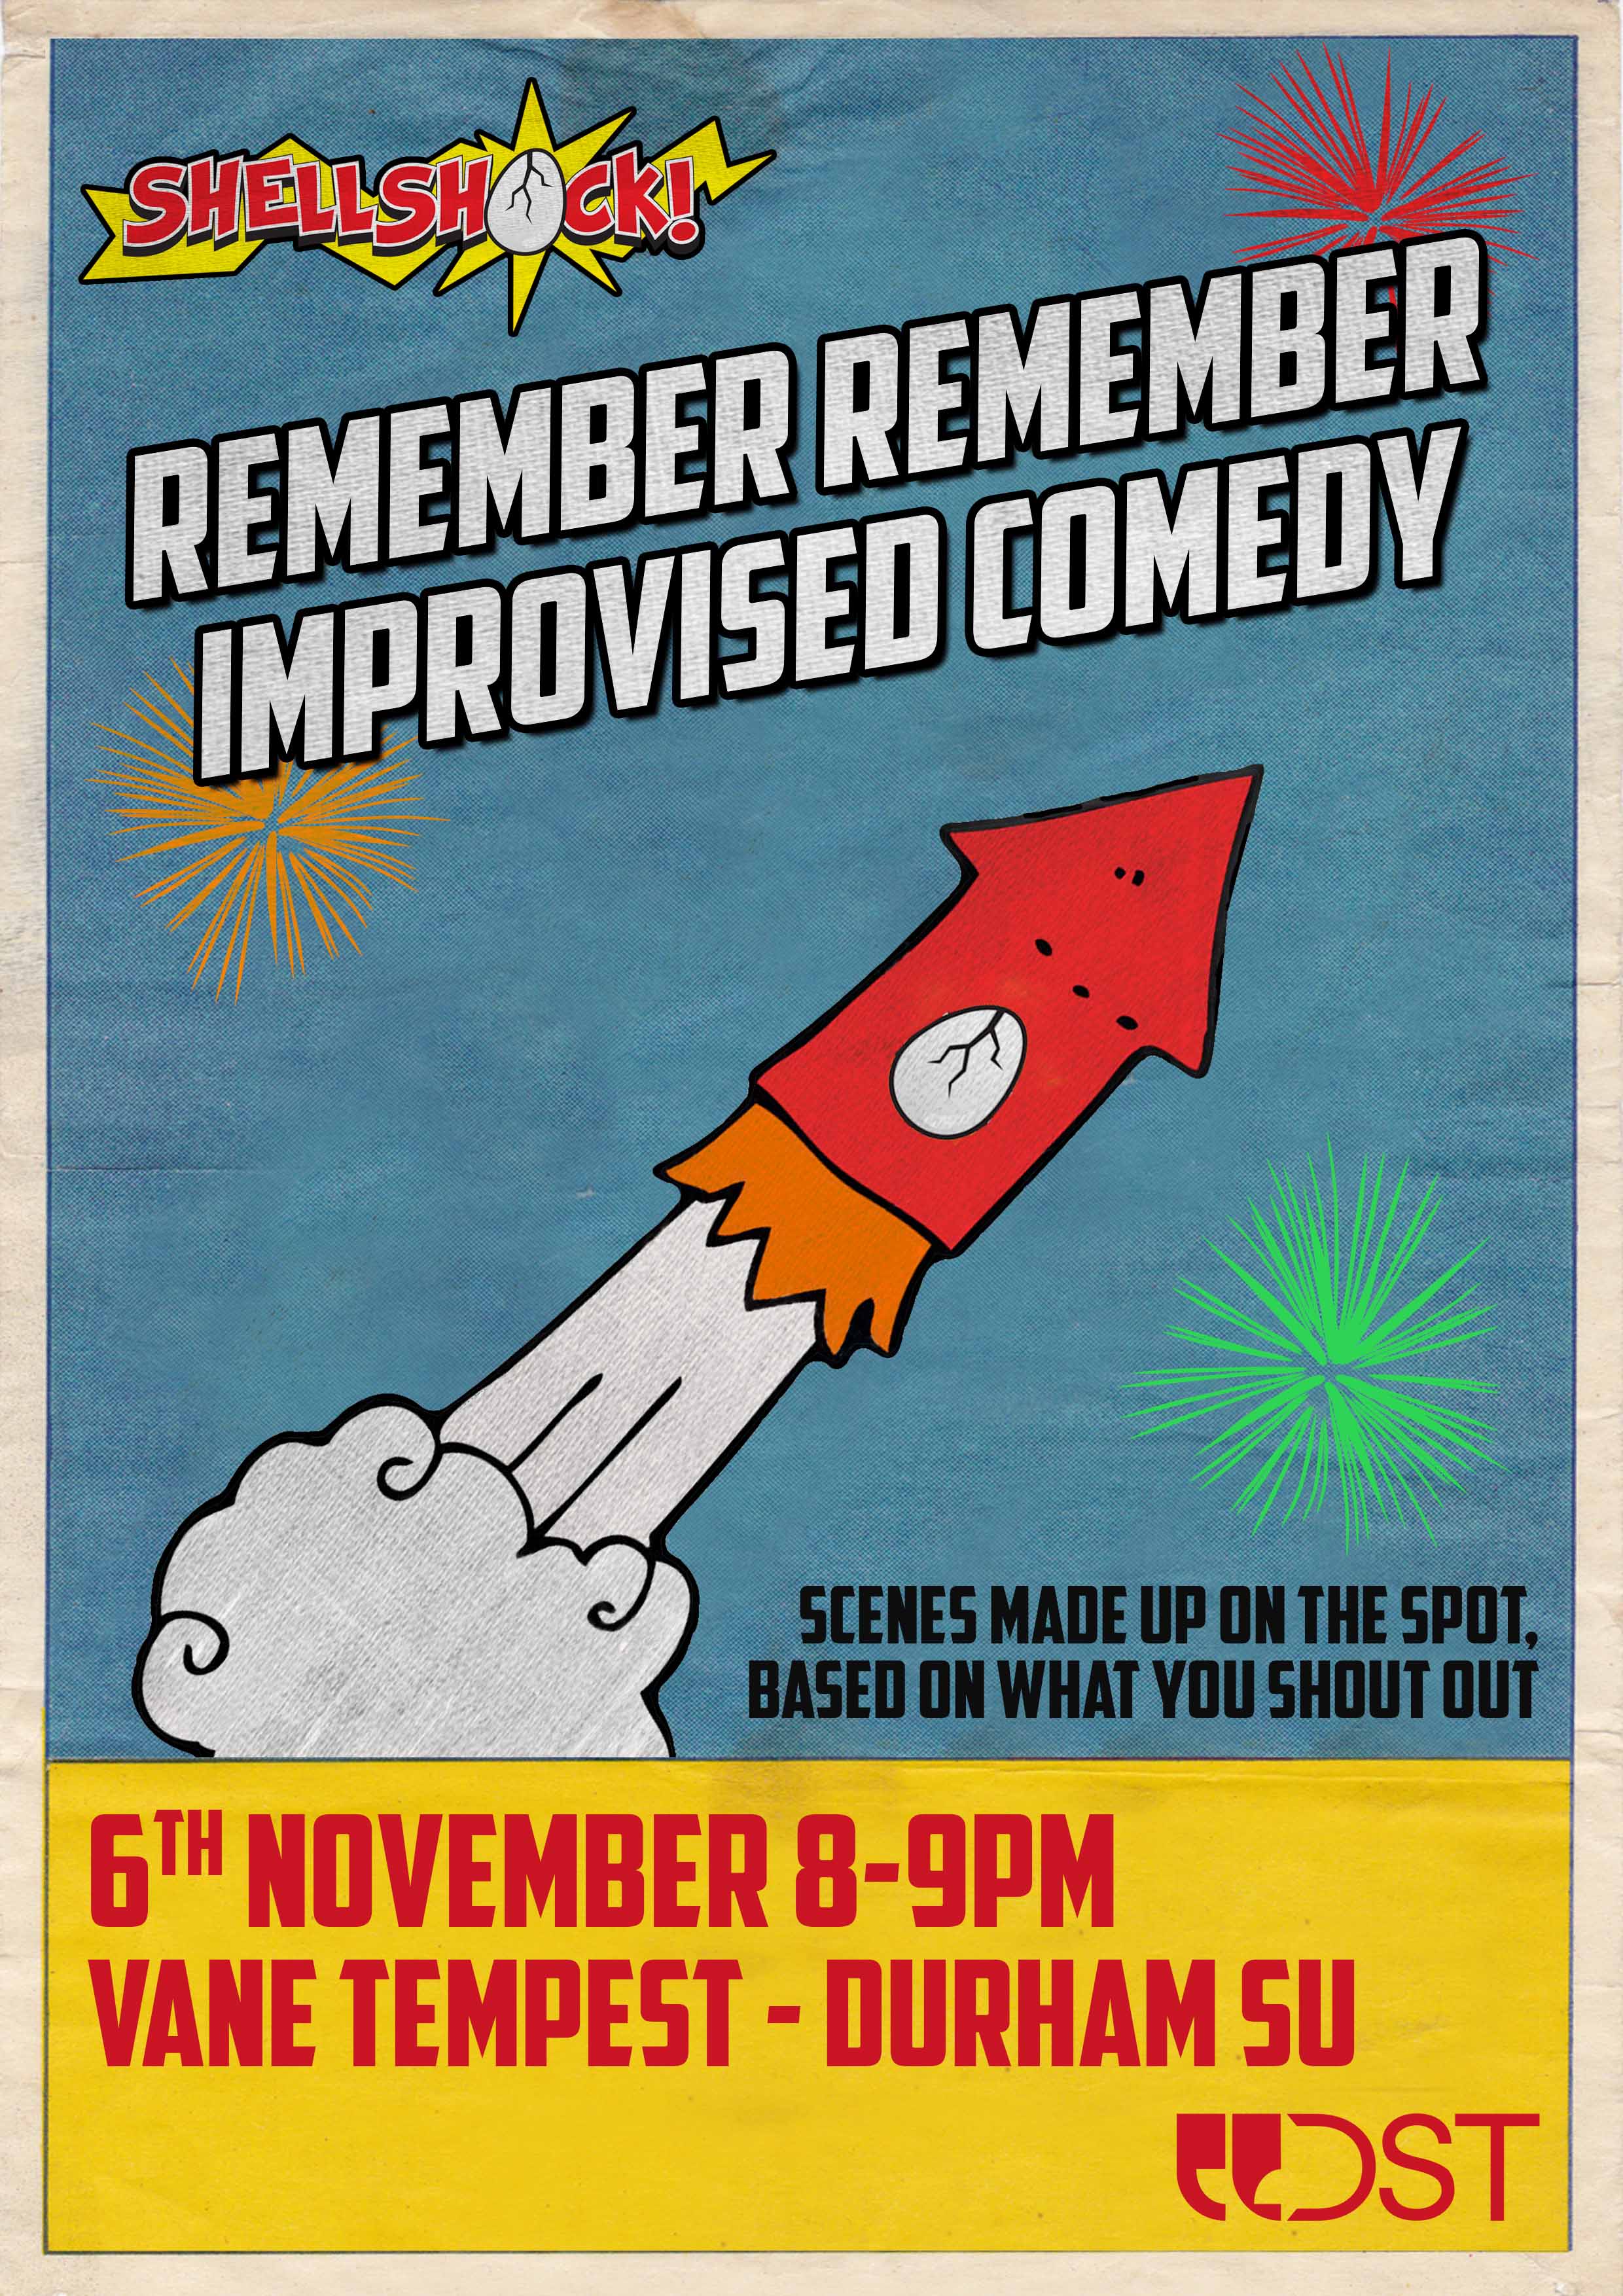 SHELLSHOCK!
REMEMBER REMEMBER
IMPROVISED COMEDY
SCENES MADE UP ON THE SPOT,
BASED ON WHAT YOU SHOUT OUT
6TH NOVEMBER 8-9PM
VANE TEMPEST - DURHAM SU
DST